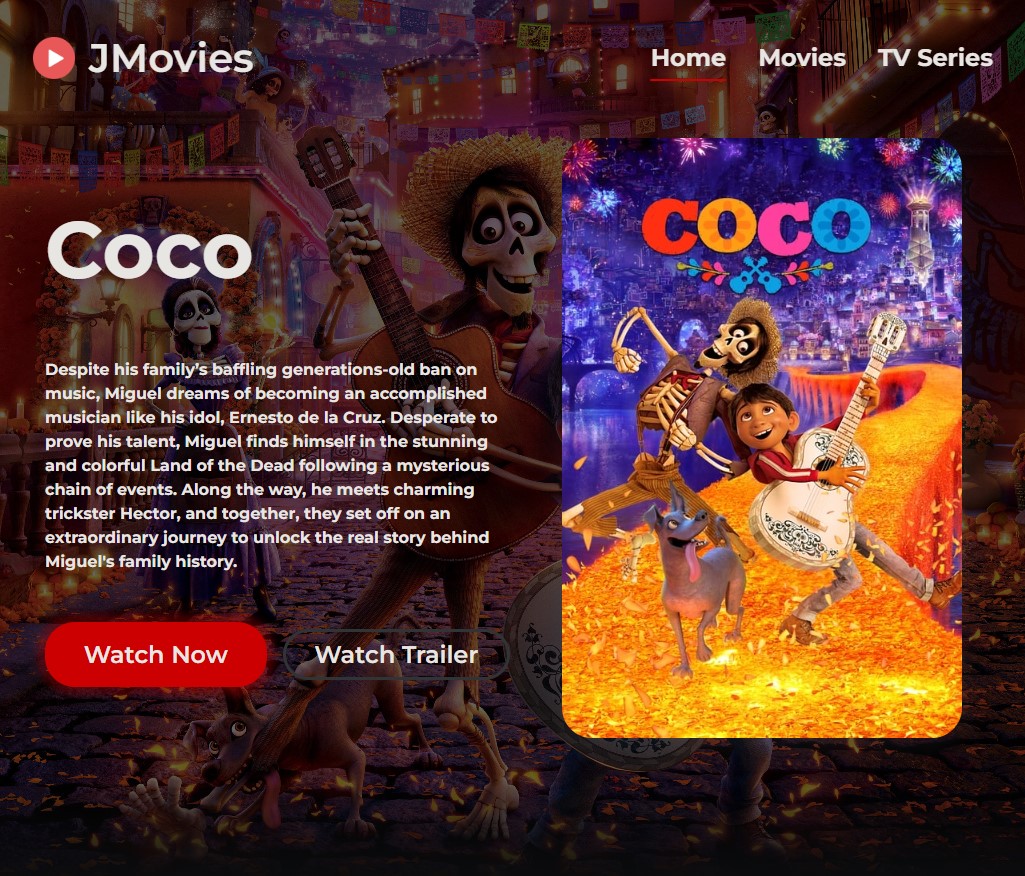 JMovies
Home Movies TV Series
Coco
COCO
Despite his family’s baffling generations-old ban on
music, Miguel dreams of becoming an accomplished
musician like his idol, Ernesto de la Cruz. Desperate to
prove his talent, Miguel finds himself in the stunning
and colorful Land of the Dead following a mysterious
chain of events. Along the way, he meets charming
trickster Hector, and together, they set off on an
extraordinary journey to unlock the real story behind
Miguel's family history.
Watch Now
Watch Trailer